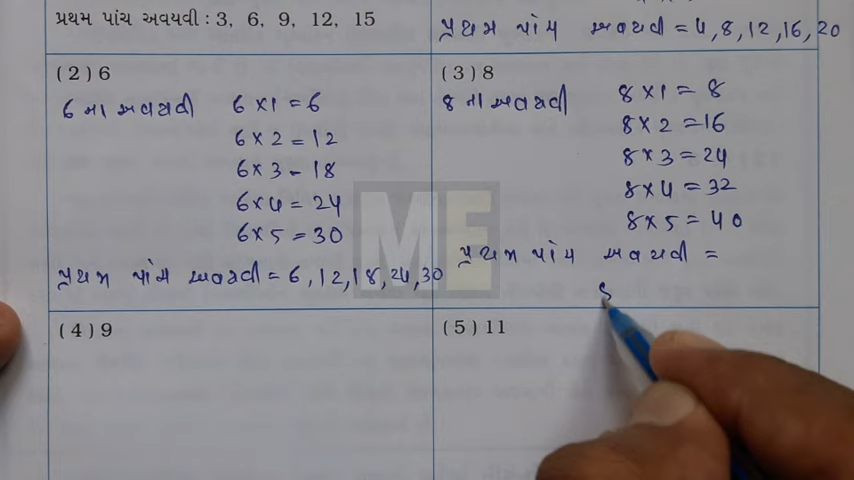 પ્રથમ પાંચ અવયવી : 3, 6, 9, 12, 15
પ્રથમ પાંચ અવયવી = 4, 8, 12, 16, 20
(2) 6
6 ના અવયવી 6 × 1 = 6
6 × 2 = 12
6 × 3 = 18
6 × 4 = 24
6 × 5 = 30
પ્રથમ પાંચ અવયવી = 6, 12, 18, 24, 30
(3) 8
8 ના અવયવી 8 × 1 = 8
8 × 2 = 16
8 × 3 = 24
8 × 4 = 32
8 × 5 = 40
પ્રથમ પાંચ અવયવી =
(4) 9
(5) 11
ME